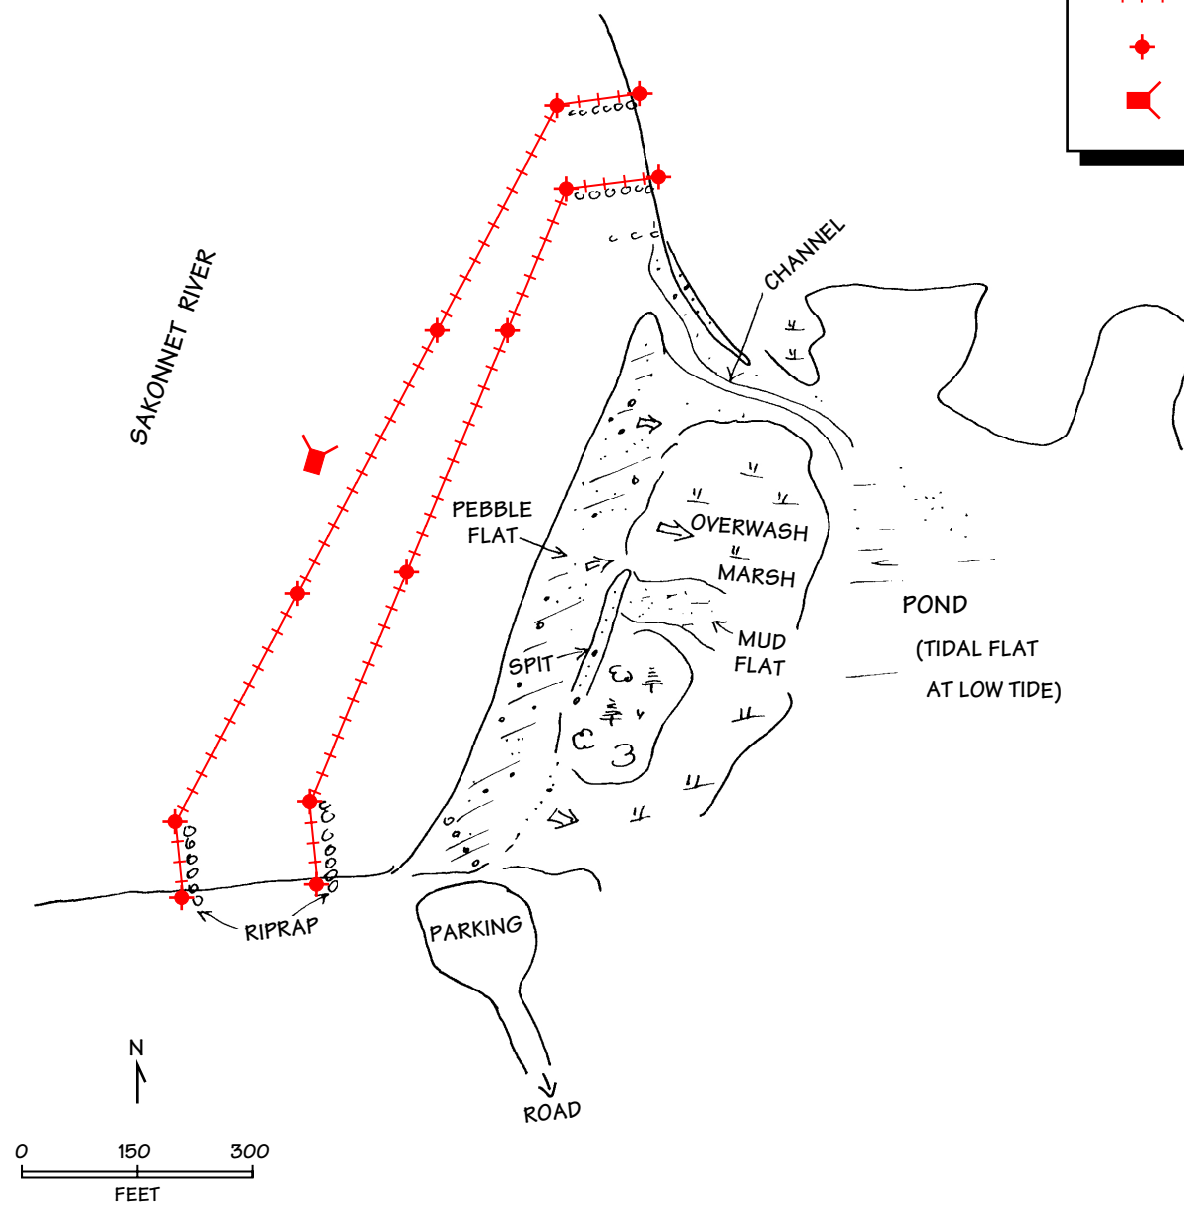 CHANNEL
SAKONNET RIVER
PEBBLE
FLAT
OVERWASH
MARSH
POND
(TIDAL FLAT
AT LOW TIDE)
MUD
FLAT
SPIT
RIPRAP
PARKING
N
ROAD
0 150 300
FEET